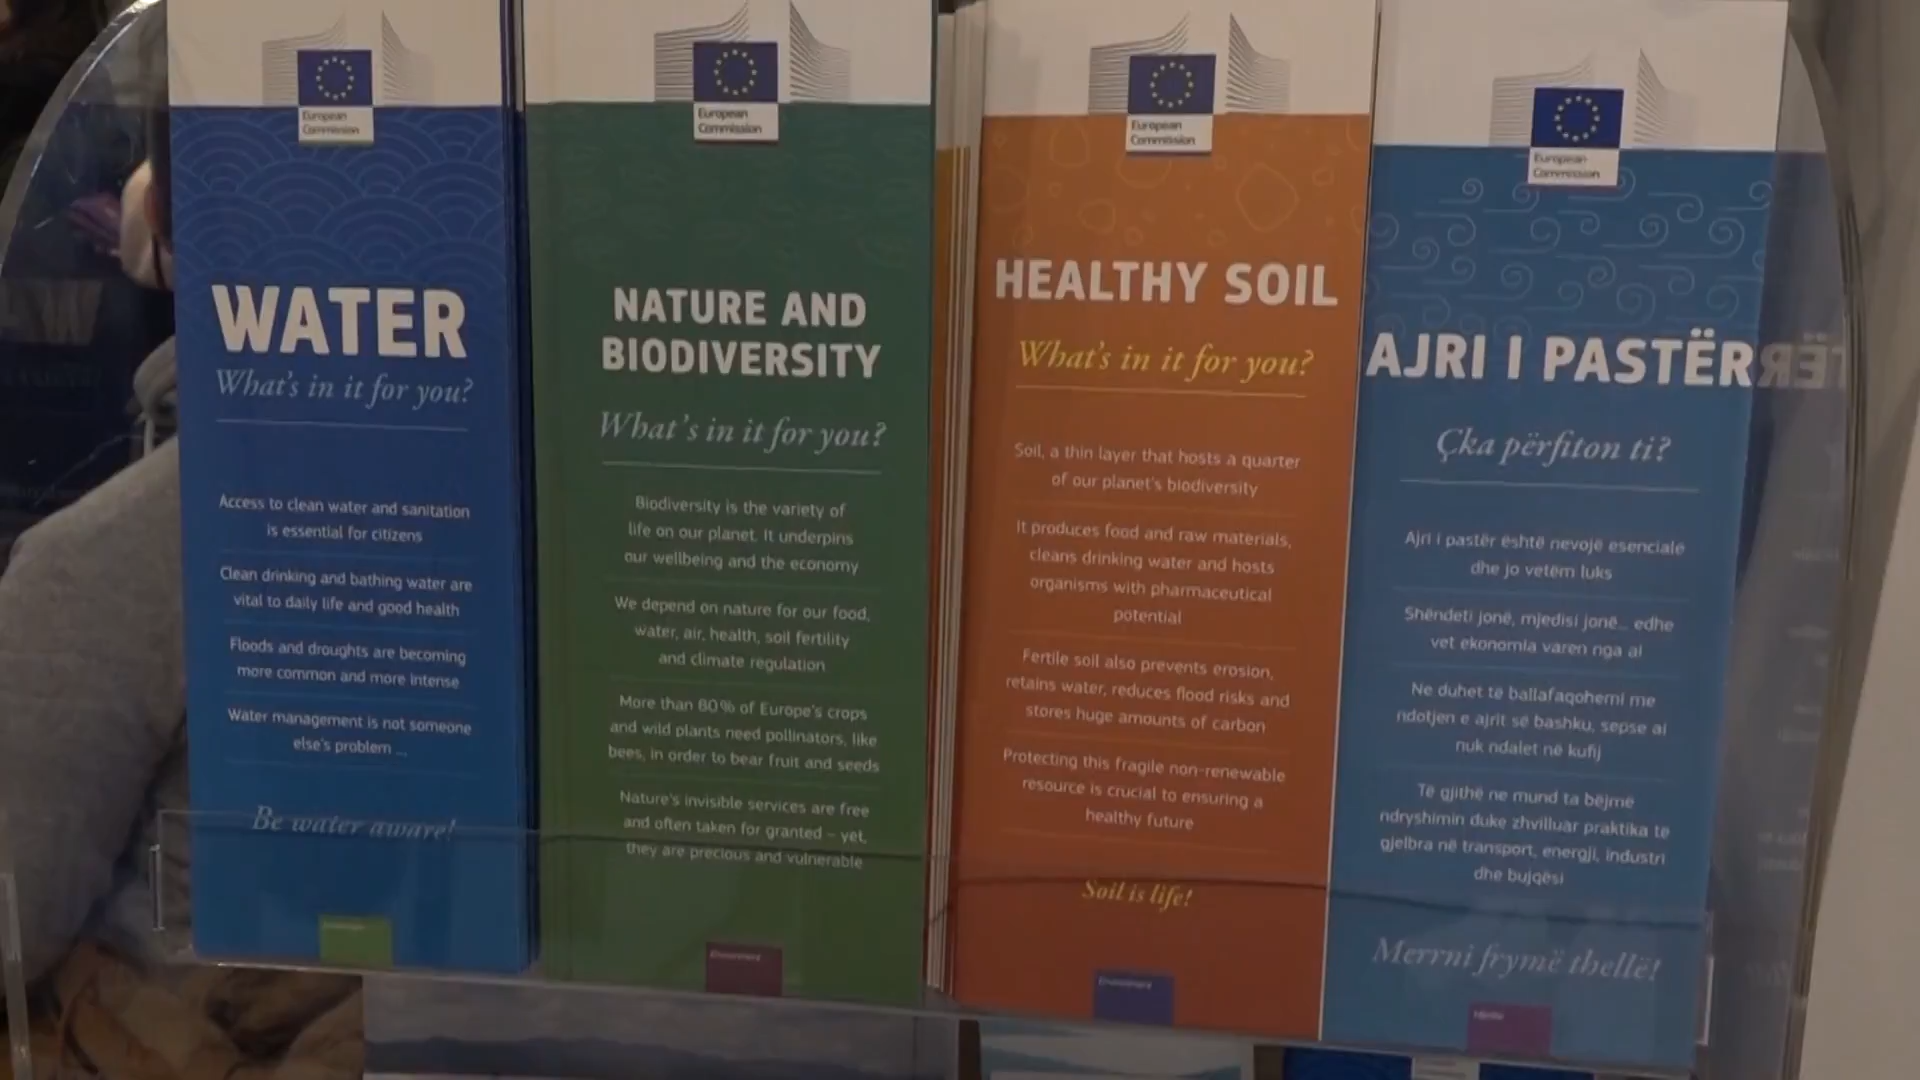 European
Commission
WATER
What's in it for you?
Access to clean water and sanitation
is essential for citizens
Clean drinking and bathing water are
vital to daily life and good health
Floods and droughts are becoming
more common and more intense
Water management is not someone
else's problem ...
Be water aware!
European
Commission
NATURE AND
BIODIVERSITY
What's in it for you?
Biodiversity is the variety of
life on our planet. It underpins
our wellbeing and the economy
We depend on nature for our food,
water, air, health, soil fertility
and climate regulation
More than 80% of Europe's crops
and wild plants need pollinators, like
bees, in order to bear fruit and seeds
Nature's invisible services are free
and often taken for granted – yet,
they are precious and vulnerable
Environment
European
Commission
HEALTHY SOIL
What's in it for you?
Soil, a thin layer that hosts a quarter
of our planet's biodiversity
It produces food and raw materials,
cleans drinking water and hosts
organisms with pharmaceutical
potential
Fertile soil also prevents erosion,
retains water, reduces flood risks and
stores huge amounts of carbon
Protecting this fragile non-renewable
resource is crucial to ensuring a
healthy future
Soil is life!
Environment
European
Commission
AJRI I PASTËR
Çka përfiton ti?
Ajri i pastër është nevojë esenciale
dhe jo vetëm luks
Shëndeti jonë, mjedisi jonë... edhe
vet ekonomia varen nga ai
Ne duhet të ballafaqohemi me
ndotjen e ajrit së bashku, sepse ai
nuk ndalet në kufij
Të gjithë ne mund ta bëjmë
ndryshimin duke zhvilluar praktika të
gjelbra në transport, energji, industri
dhe bujqësi
Merrni frymë thellë!